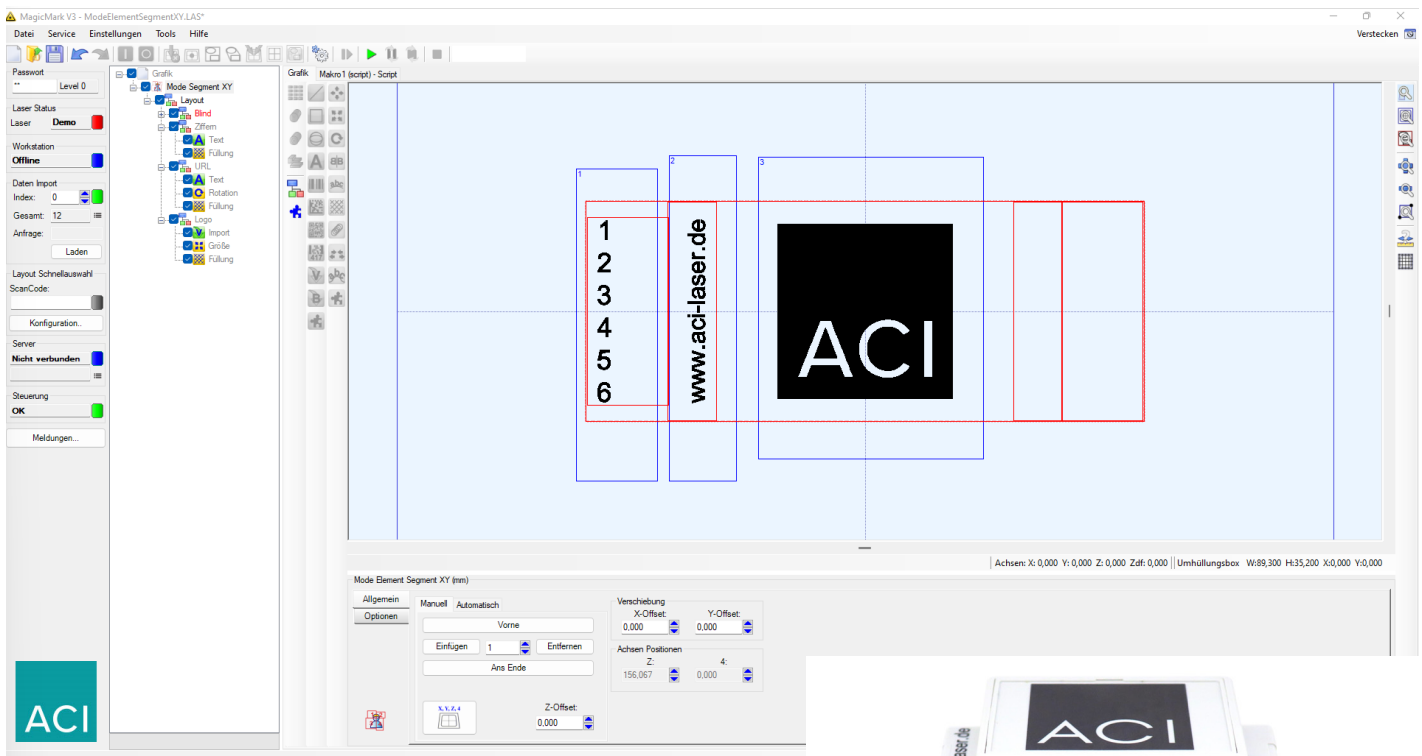 MagicMark V3 - ModeElementSegmentXY.LAS*
Datei Service Einstellungen Tools Hilfe
Verstecken
Passwort
** Level 0
Laser Status
Laser Demo
Workstation
Offline
Daten Import
Index: 0
Gesamt: 12
Anfrage:
Laden
Layout Schnellauswahl
ScanCode:
Konfiguration..
Server
Nicht verbunden
Steuerung
OK
Meldungen...
ACI
Grafik
Mode Segment XY
Layout
Blind
Ziffern
Text
Füllung
URL
Text
Rotation
Füllung
Logo
Import
Größe
Füllung
Grafik Makro1 (script) - Script
1
2
3
1
2
3
4
5
6
www.aci-laser.de
ACI
Achsen: X: 0,000 Y: 0,000 Z: 0,000 Zdf: 0,000 Umhüllungsbox W:89,300 H:35,200 X:0,000 Y:0,000
Mode Element Segment XY (mm)
Allgemein
Optionen
Manuell Automatisch
Vorne
Einfügen 1 Entfernen
Ans Ende
X, Y, Z, 4
Z-Offset:
0,000
Verschiebung
X-Offset: Y-Offset:
0,000 0,000
Achsen Positionen
Z: 4:
156,067 0,000
ACI